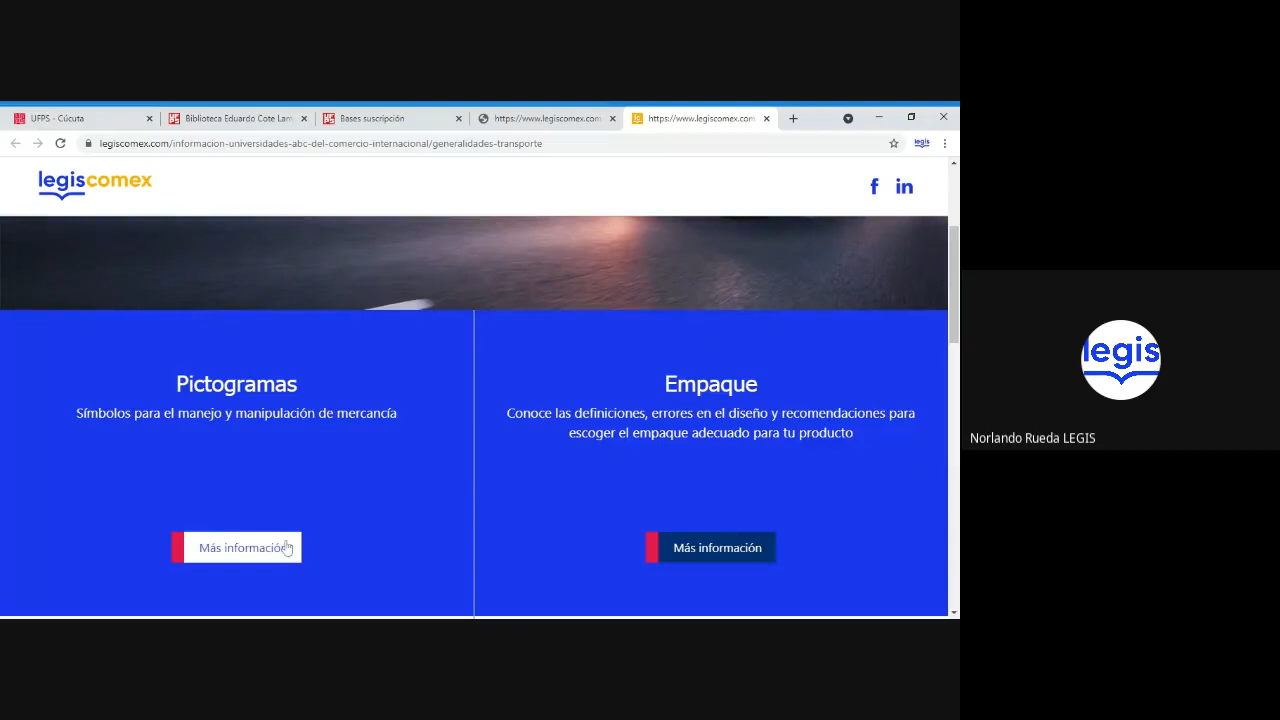 UFPS - Cúcuta
Biblioteca Eduardo Cote Lam
Bases suscripción
https://www.legiscomex.com
https://www.legiscomex.com
legiscomex.com/informacion-universidades-abc-del-comercio-internacional/generalidades-transporte
legis
legiscomex
f in
Pictogramas
Símbolos para el manejo y manipulación de mercancía
Más información
Empaque
Conoce las definiciones, errores en el diseño y recomendaciones para
escoger el empaque adecuado para tu producto
Más información
legis
Norlando Rueda LEGIS